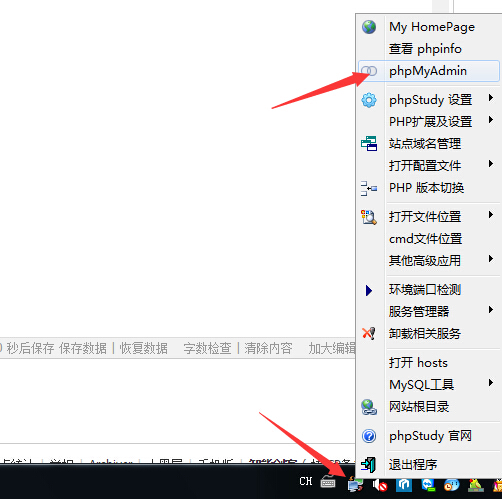 My HomePage
查看 phpinfo
phpMyAdmin
phpStudy 设置
PHP扩展及设置
站点域名管理
打开配置文件
PHP 版本切换
打开文件位置
cmd文件位置
其他高级应用
环境端口检测
服务管理器
卸载相关服务
打开 hosts
MySQL工具
网站根目录
phpStudy 官网
退出程序
秒后保存 保存数据 | 恢复数据 字数检查 | 清除内容 加大编辑
CH